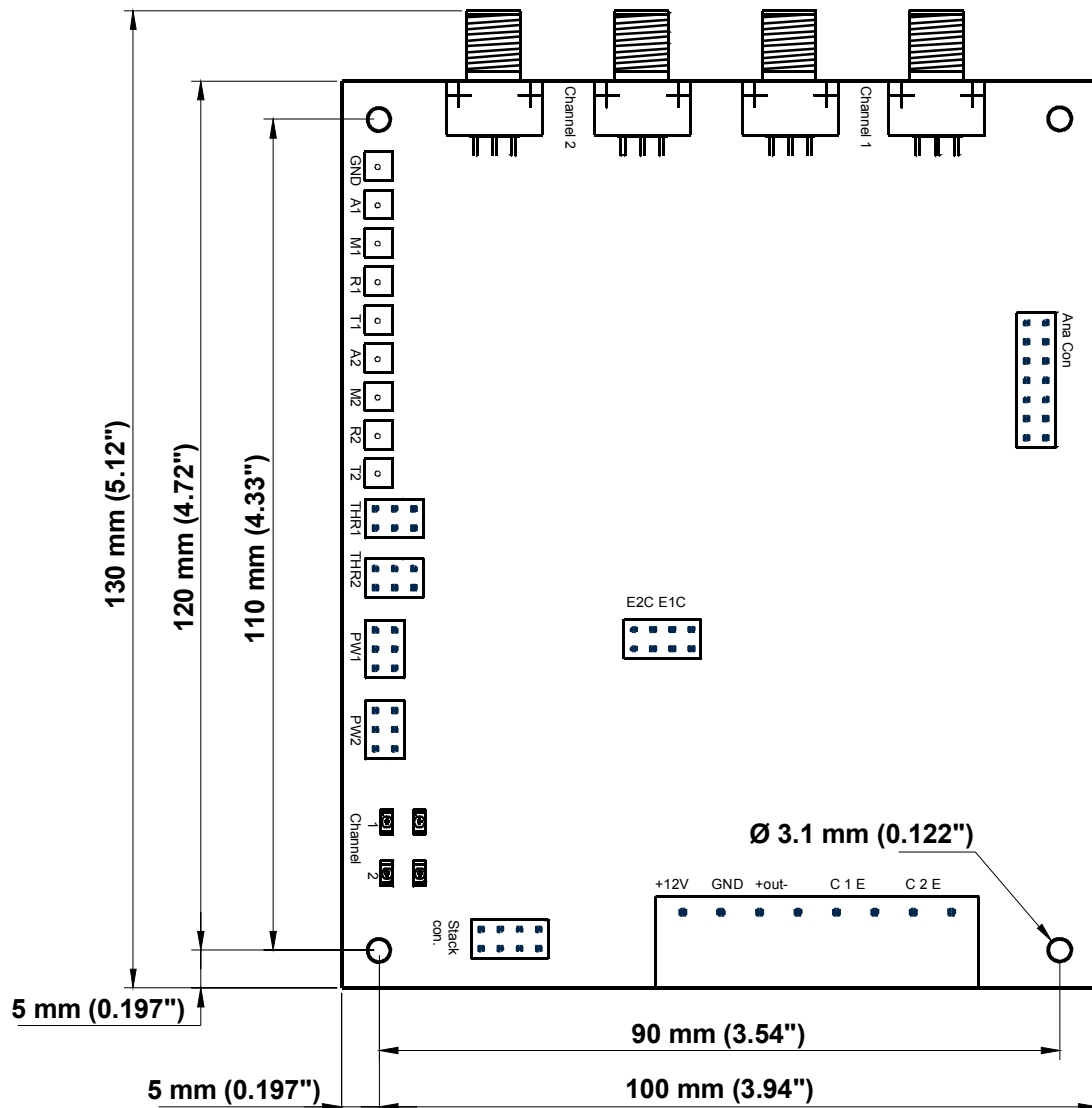 Channel 2
Channel 1
GND
A1
M1
R1
T1
A2
M2
R2
T2
THR1
THR2
PW1
PW2
Ana Con
E2C E1C
130 mm (5.12")
120 mm (4.72")
110 mm (4.33")
Channel
1
2
Stack
con.
Ø 3.1 mm (0.122")
+12V GND +out- C 1 E C 2 E
5 mm (0.197")
90 mm (3.54")
5 mm (0.197")
100 mm (3.94")